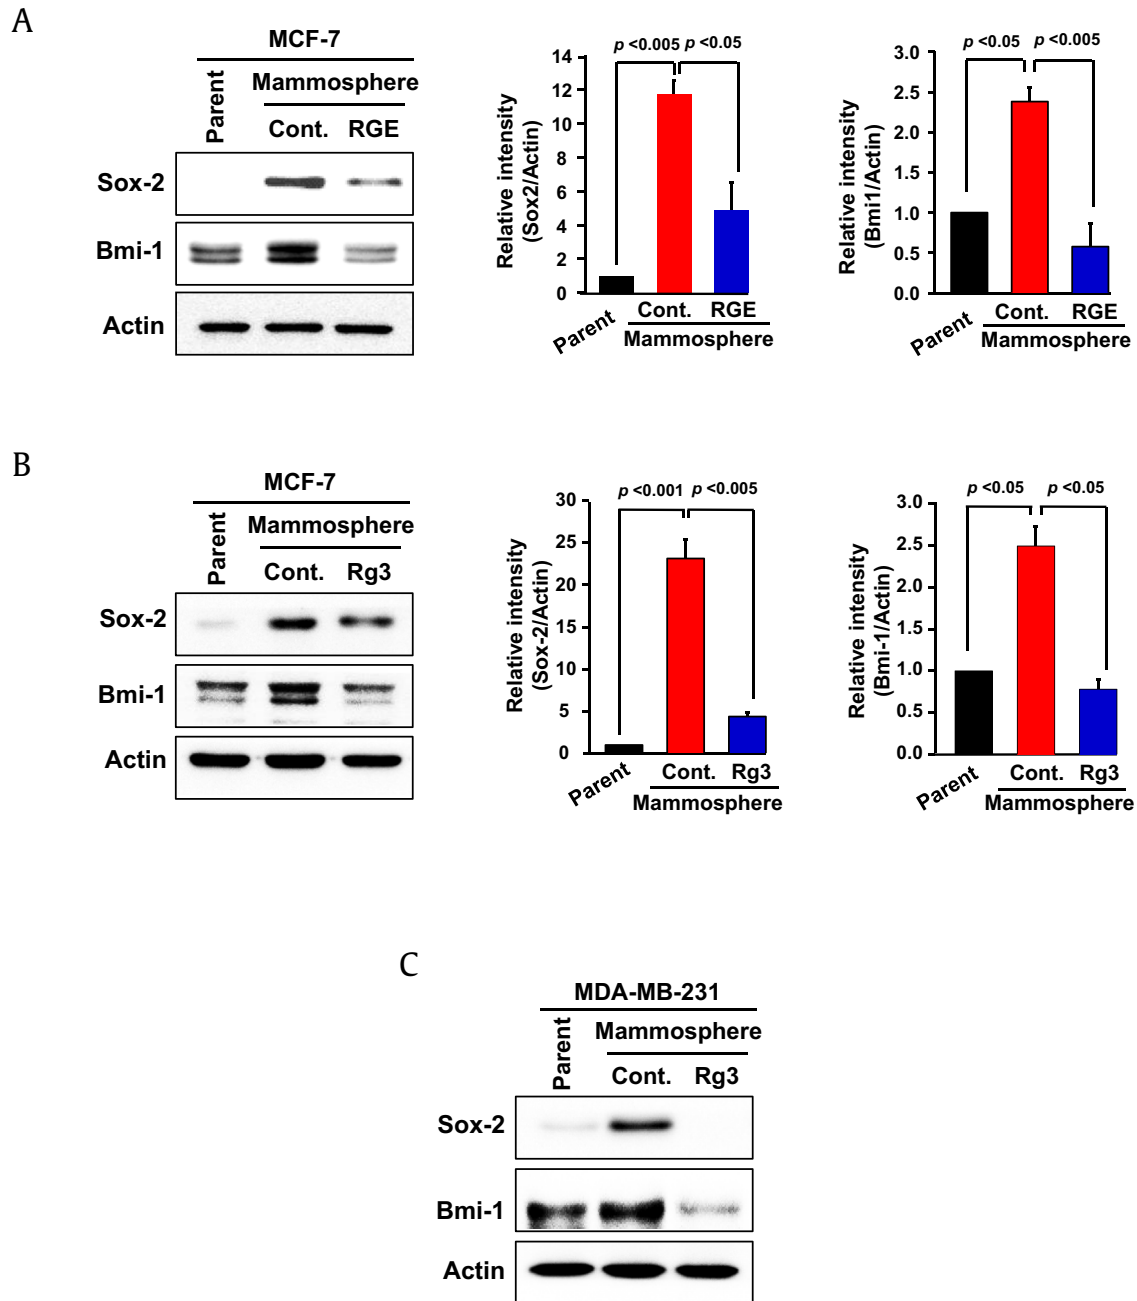 A
MCF-7
Parent
Mammosphere
Cont. RGE
Sox-2
Bmi-1
Actin
p <0.005 p <0.05
Relative intensity
(Sox2/Actin)
14
12
10
8
6
4
2
0
Parent
Cont. RGE
Mammosphere
p <0.05 p <0.005
Relative intensity
(Bmi1/Actin)
3.0
2.5
2.0
1.5
1.0
0.5
0.0
Parent
Cont. RGE
Mammosphere
B
MCF-7
Parent
Mammosphere
Cont. Rg3
Sox-2
Bmi-1
Actin
p <0.001 p <0.005
Relative intensity
(Sox-2/Actin)
30
25
20
15
10
5
0
Parent
Cont. Rg3
Mammosphere
p <0.05 p <0.05
Relative intensity
(Bmi-1/Actin)
3.0
2.5
2.0
1.5
1.0
0.5
0.0
Parent
Cont. Rg3
Mammosphere
C
MDA-MB-231
Parent
Mammosphere
Cont. Rg3
Sox-2
Bmi-1
Actin